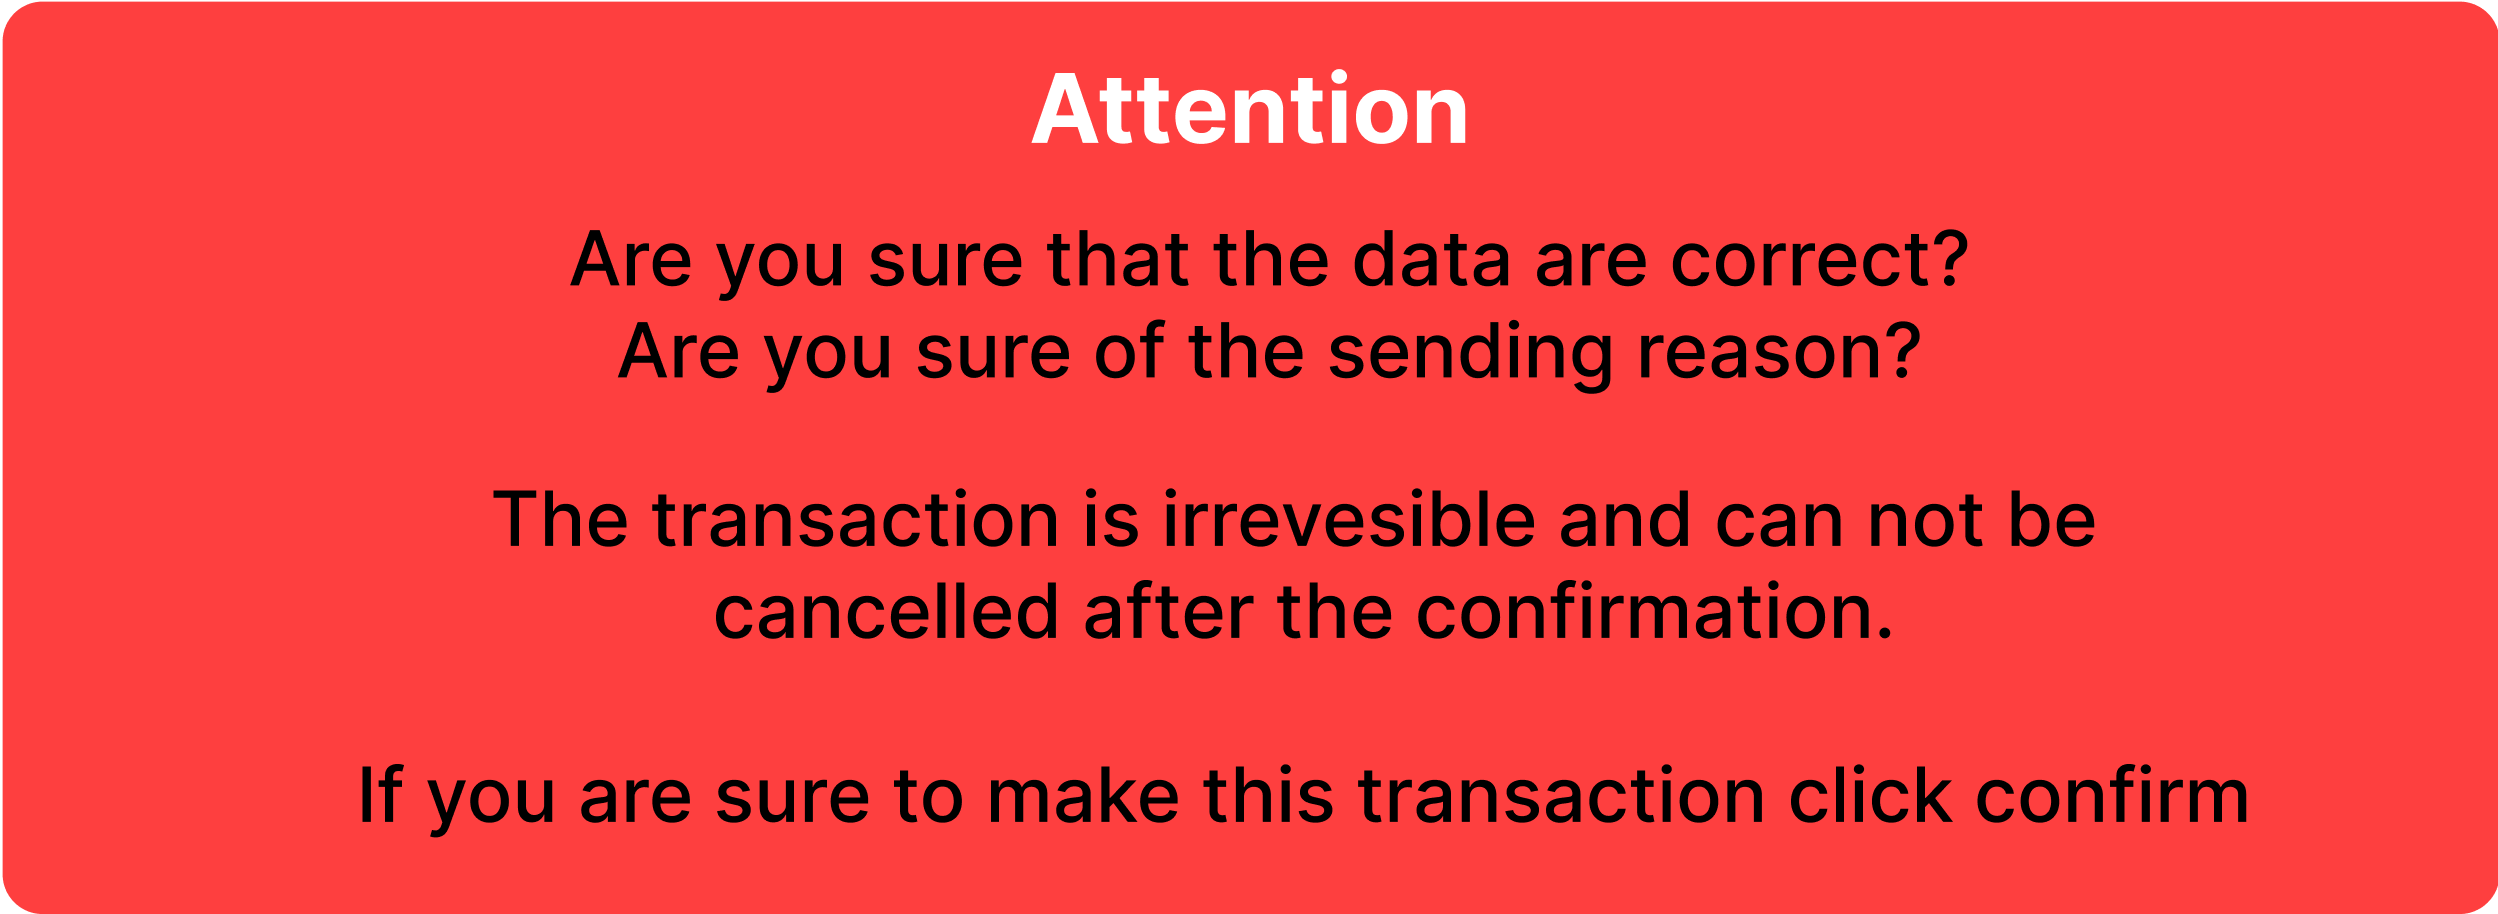 Attention
Are you sure that the data are correct?
Are you sure of the sending reason?
The transaction is irrevesible and can not be
cancelled after the confirmation.
If you are sure to make this transaction click confirm